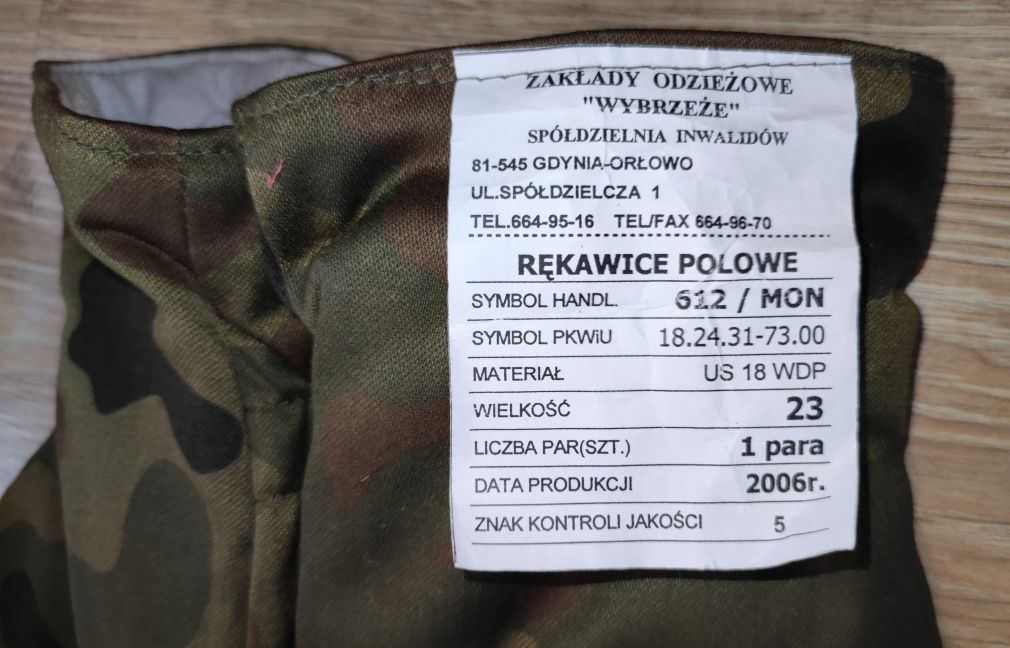 ZAKŁADY ODZIEŻOWE
"WYBRZEŻE"
SPÓŁDZIELNIA INWALIDÓW
81-545 GDYNIA-ORŁOWO
UL.SPÓŁDZIELCZA 1
TEL.664-95-16 TEL/FAX 664-96-70
RĘKAWICE POLOWE
SYMBOL HANDL. 612 / MON
SYMBOL PKWiU 18.24.31-73.00
MATERIAŁ US 18 WDP
WIELKOŚĆ 23
LICZBA PAR(SZT.) 1 para
DATA PRODUKCJI 2006r.
ZNAK KONTROLI JAKOŚCI 5